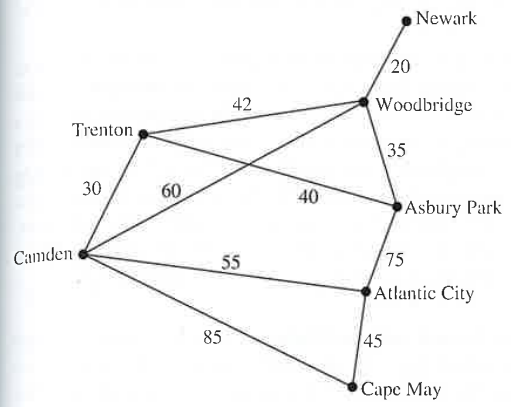 Newark
20
Woodbridge
42
Trenton
35
30
60
40
Asbury Park
Camden
55
75
Atlantic City
85
45
Cape May